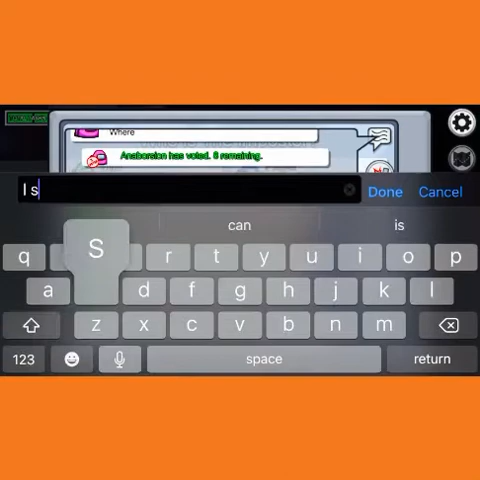 Where
Anaborsion has voted. 8 remaining.
I s
Done
Cancel
can
is
S
q r t y u i o p
a d f g h j k l
z x c v b n m
123
space
return